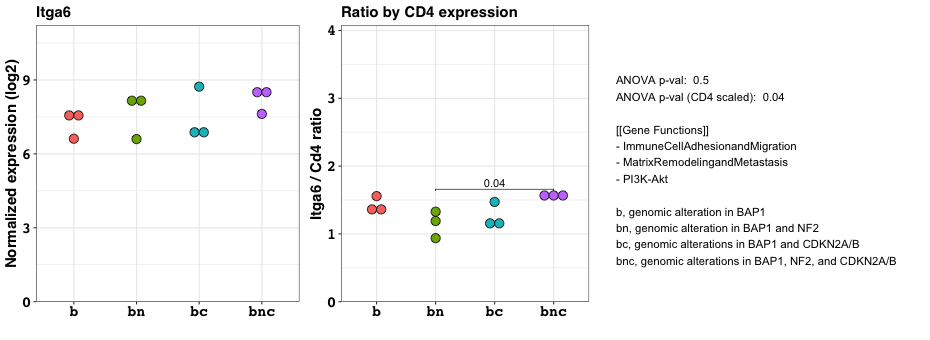 Itga6
Normalized expression (log2)
9
6
3
0
b
bn
bc
bnc
Ratio by CD4 expression
Itga6 / Cd4 ratio
4
3
2
1
0
0.04
b
bn
bc
bnc
ANOVA p-val:  0.5
ANOVA p-val (CD4 scaled):  0.04
[[Gene Functions]]
- ImmuneCellAdhesionandMigration
- MatrixRemodelingandMetastasis
- PI3K-Akt
b, genomic alteration in BAP1
bn, genomic alteration in BAP1 and NF2
bc, genomic alterations in BAP1 and CDKN2A/B
bnc, genomic alterations in BAP1, NF2, and CDKN2A/B